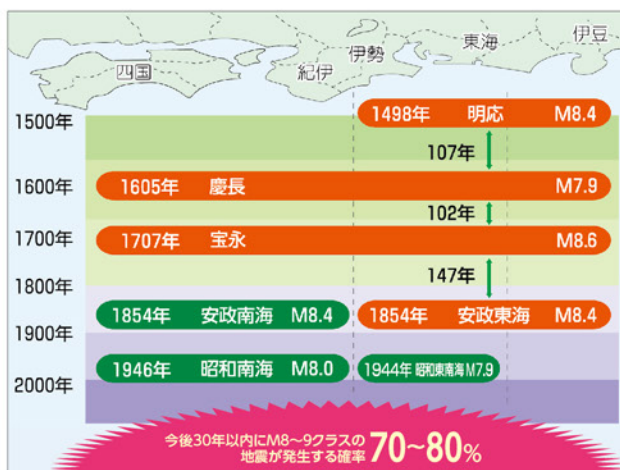 伊豆
東海
伊勢
紀伊
四国
1500年
1498年 明応 M8.4
107年
1600年
1605年 慶長 M7.9
102年
1700年
1707年 宝永 M8.6
147年
1800年
1854年 安政南海 M8.4
1854年 安政東海 M8.4
1900年
1946年 昭和南海 M8.0
1944年 昭和東南海 M7.9
2000年
今後30年以内にM8〜9クラスの
地震が発生する確率 70〜80%